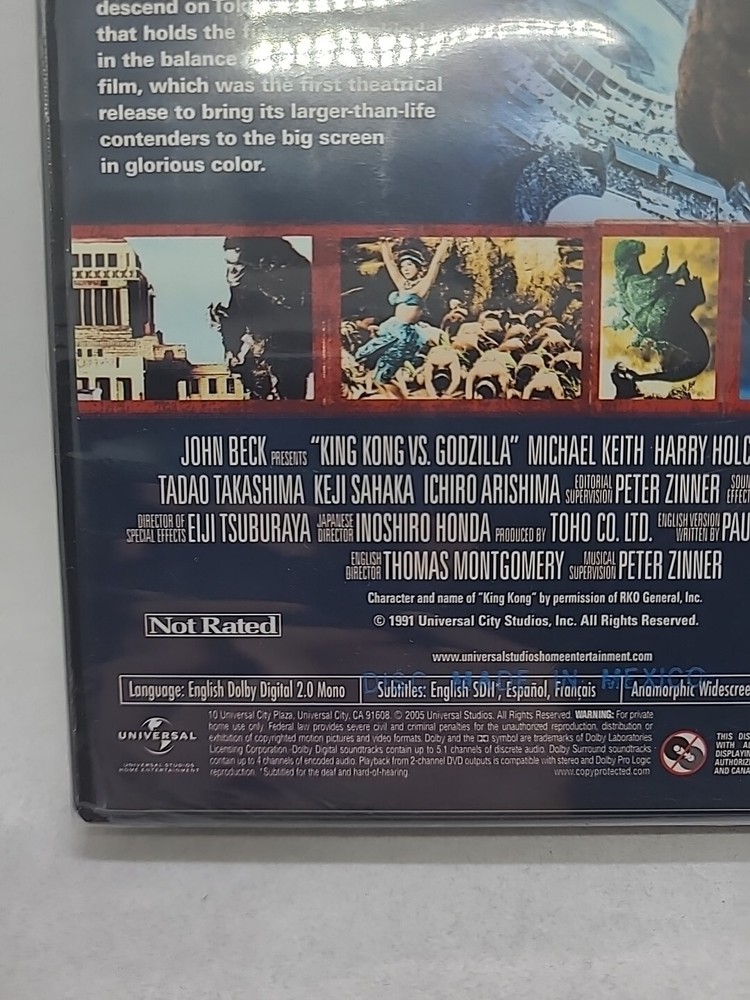 descend on Tok
that holds the
in the balance
film, which was the first theatrical
release to bring its larger-than-life
contenders to the big screen
in glorious color.
JOHN BECK PRESENTS "KING KONG VS. GODZILLA" MICHAEL KEITH HARRY HOLC
TADAO TAKASHIMA KEJI SAHAKA ICHIRO ARISHIMA EDITORIAL SUPERVISION PETER ZINNER SOUN EFFECT
DIRECTOR OF SPECIAL EFFECTS EIJI TSUBURAYA JAPANESE DIRECTOR INOSHIRO HONDA PRODUCED BY TOHO CO. LTD. ENGLISH VERSION WRITTEN BY PAU
ENGLISH DIRECTOR THOMAS MONTGOMERY MUSICAL SUPERVISION PETER ZINNER
Character and name of "King Kong" by permission of RKO General, Inc.
Not Rated
© 1991 Universal City Studios, Inc. All Rights Reserved.
www.universalstudioshomeentertainment.com
DISC MADE IN MEXICO
Language: English Dolby Digital 2.0 Mono Subtitles: English SDH*, Español, Français Anamorphic Widescree
UNIVERSAL
UNIVERSAL STUDIOS
HOME ENTERTAINMENT
10 Universal City Plaza, Universal City, CA 91608. © 2005 Universal Studios. All Rights Reserved. WARNING: For private
home use only. Federal law provides severe civil and criminal penalties for the unauthorized reproduction, distribution or
exhibition of copyrighted motion pictures and video formats. Dolby and the DD symbol are trademarks of Dolby Laboratories
Licensing Corporation. Dolby Digital soundtracks contain up to 5.1 channels of discrete audio. Dolby Surround soundtracks
contain up to 4 channels of encoded audio. Playback from 2-channel DVD outputs is compatible with stereo and Dolby Pro Logic
reproduction. *Subtitled for the deaf and hard-of-hearing.
www.copyprotected.com
THIS DIS
WITH AL
DISPLAYIN
AUTHORIZ
AND CANA